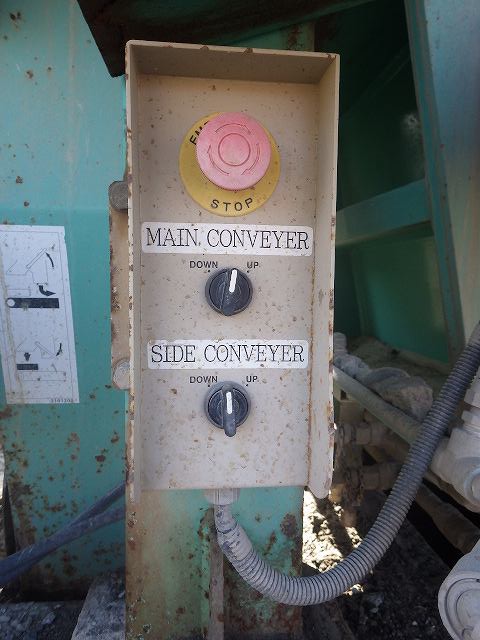 STOP
MAIN CONVEYER
DOWN UP
SIDE CONVEYER
DOWN UP